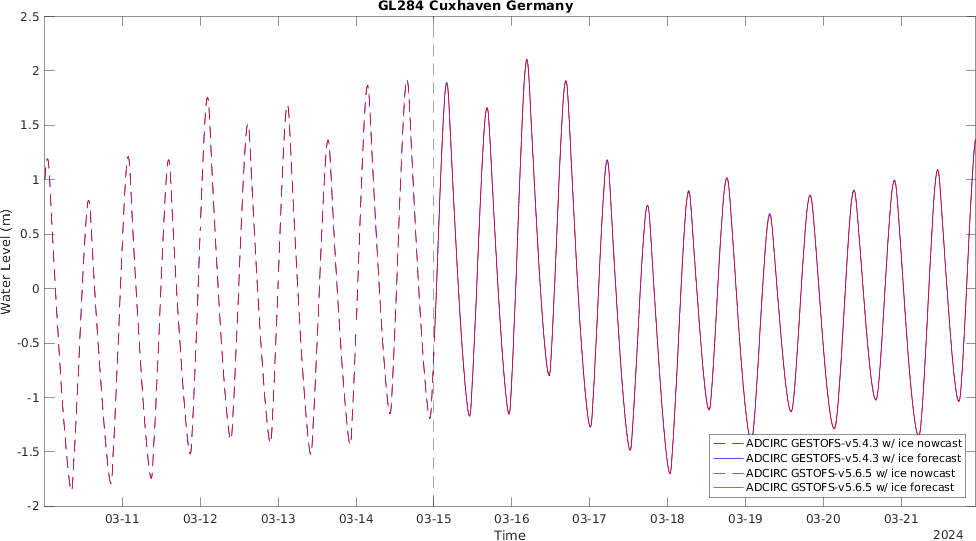 GL284 Cuxhaven Germany
Water Level (m)
2.5
2
1.5
1
0.5
0
-0.5
-1
-1.5
-2
ADCIRC GESTOFS-v5.4.3 w/ ice nowcast
ADCIRC GESTOFS-v5.4.3 w/ ice forecast
ADCIRC GSTOFS-v5.6.5 w/ ice nowcast
ADCIRC GSTOFS-v5.6.5 w/ ice forecast
03-11 03-12 03-13 03-14 03-15 03-16 03-17 03-18 03-19 03-20 03-21
Time
2024